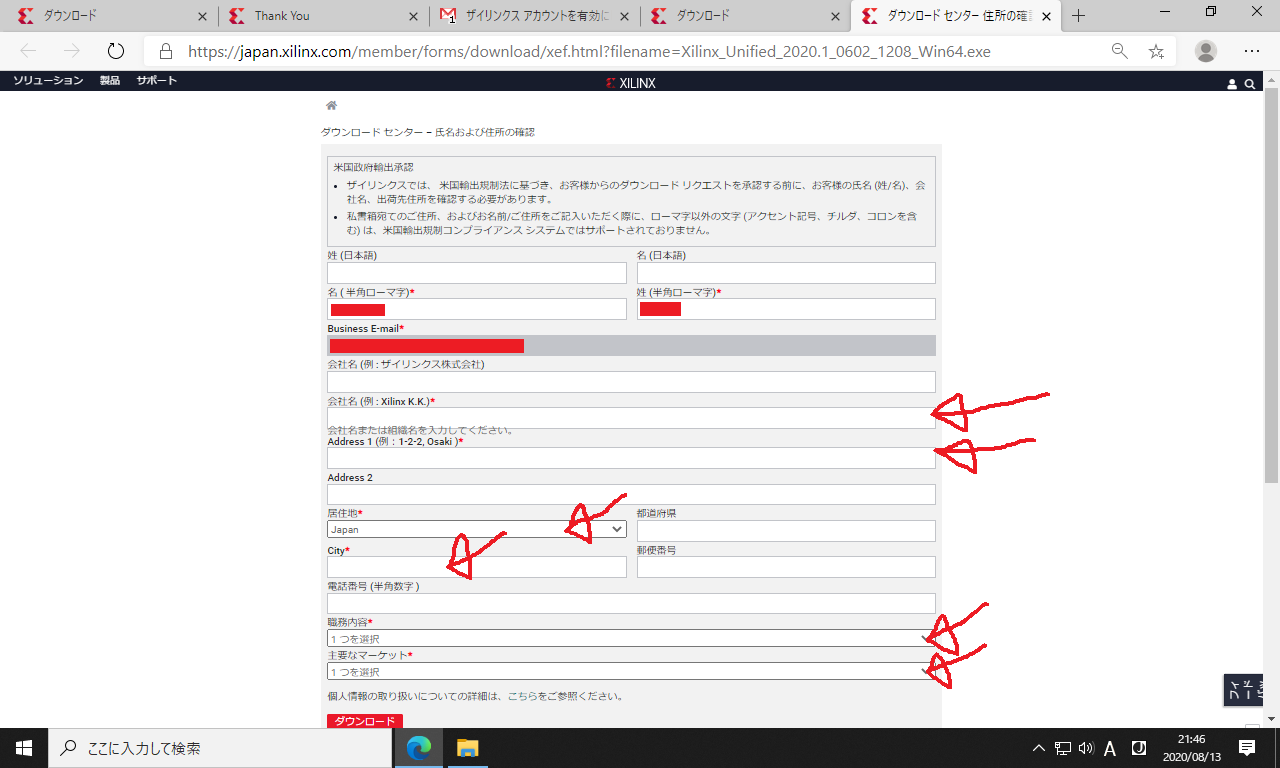 ダウンロード
Thank You
ザイリンクス アカウントを有効に
ダウンロード
ダウンロード センター 住所の確
https://japan.xilinx.com/member/forms/download/xef.html?filename=Xilinx_Unified_2020.1_0602_1208_Win64.exe
ソリューション 製品 サポート
XILINX
ダウンロード センター − 氏名および住所の確認
米国政府輸出承認
• ザイリンクスでは、 米国輸出規制法に基づき、お客様からのダウンロード リクエストを承認する前に、お客様の氏名 (姓/名)、会
社名、出荷先住所を確認する必要があります。
• 私書箱宛てのご住所、およびお名前/ご住所をご記入いただく際に、ローマ字以外の文字 (アクセント記号、チルダ、コロンを含
む) は、米国輸出規制コンプライアンス システムではサポートされておりません。
姓 (日本語) 名 (日本語)
名 ( 半角ローマ字)* 姓 (半角ローマ字)*
Business E-mail*
会社名 (例 : ザイリンクス株式会社)
会社名 (例 : Xilinx K.K.)*
会社名または組織名を入力してください。
Address 1 (例 : 1-2-2, Osaki )*
Address 2
居住地* 都道府県
Japan
City* 郵便番号
電話番号 (半角数字 )
職務内容*
1 つを選択
主要なマーケット*
1 つを選択
個人情報の取り扱いについての詳細は、こちらをご参照ください。
ダウンロード
ここに入力して検索
A
21:46
2020/08/13